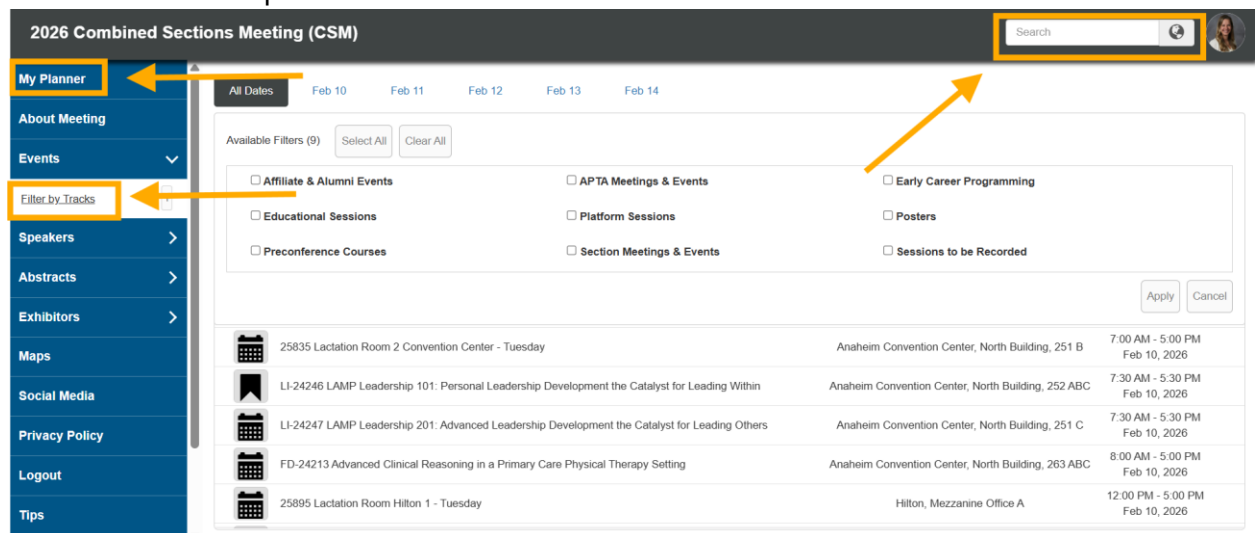 2026 Combined Sections Meeting (CSM)
Search
My Planner
About Meeting
Events
Filter by Tracks
Speakers
Abstracts
Exhibitors
Maps
Social Media
Privacy Policy
Logout
Tips
All Dates Feb 10 Feb 11 Feb 12 Feb 13 Feb 14
Available Filters (9) Select All Clear All
Affiliate & Alumni Events APTA Meetings & Events Early Career Programming
Educational Sessions Platform Sessions Posters
Preconference Courses Section Meetings & Events Sessions to be Recorded
Apply Cancel
25835 Lactation Room 2 Convention Center - Tuesday Anaheim Convention Center, North Building, 251 B 7:00 AM - 5:00 PM
Feb 10, 2026
LI-24246 LAMP Leadership 101: Personal Leadership Development the Catalyst for Leading Within Anaheim Convention Center, North Building, 252 ABC 7:30 AM - 5:30 PM
Feb 10, 2026
LI-24247 LAMP Leadership 201: Advanced Leadership Development the Catalyst for Leading Others Anaheim Convention Center, North Building, 251 C 7:30 AM - 5:30 PM
Feb 10, 2026
FD-24213 Advanced Clinical Reasoning in a Primary Care Physical Therapy Setting Anaheim Convention Center, North Building, 263 ABC 8:00 AM - 5:00 PM
Feb 10, 2026
25895 Lactation Room Hilton 1 - Tuesday Hilton, Mezzanine Office A 12:00 PM - 5:00 PM
Feb 10, 2026